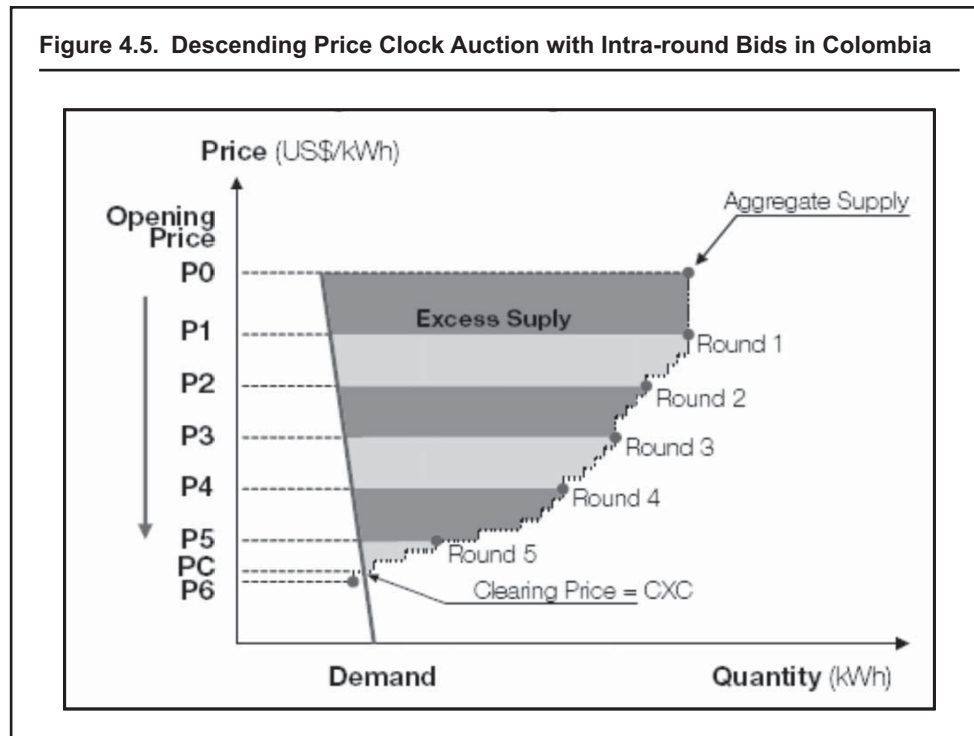 Figure 4.5. Descending Price Clock Auction with Intra-round Bids in Colombia
Price (US$/kWh)
Aggregate Supply
Opening
Price
P0
Excess Suply
P1
Round 1
P2
Round 2
P3
Round 3
P4
Round 4
P5
Round 5
PC
P6
Clearing Price = CXC
Demand
Quantity (kWh)